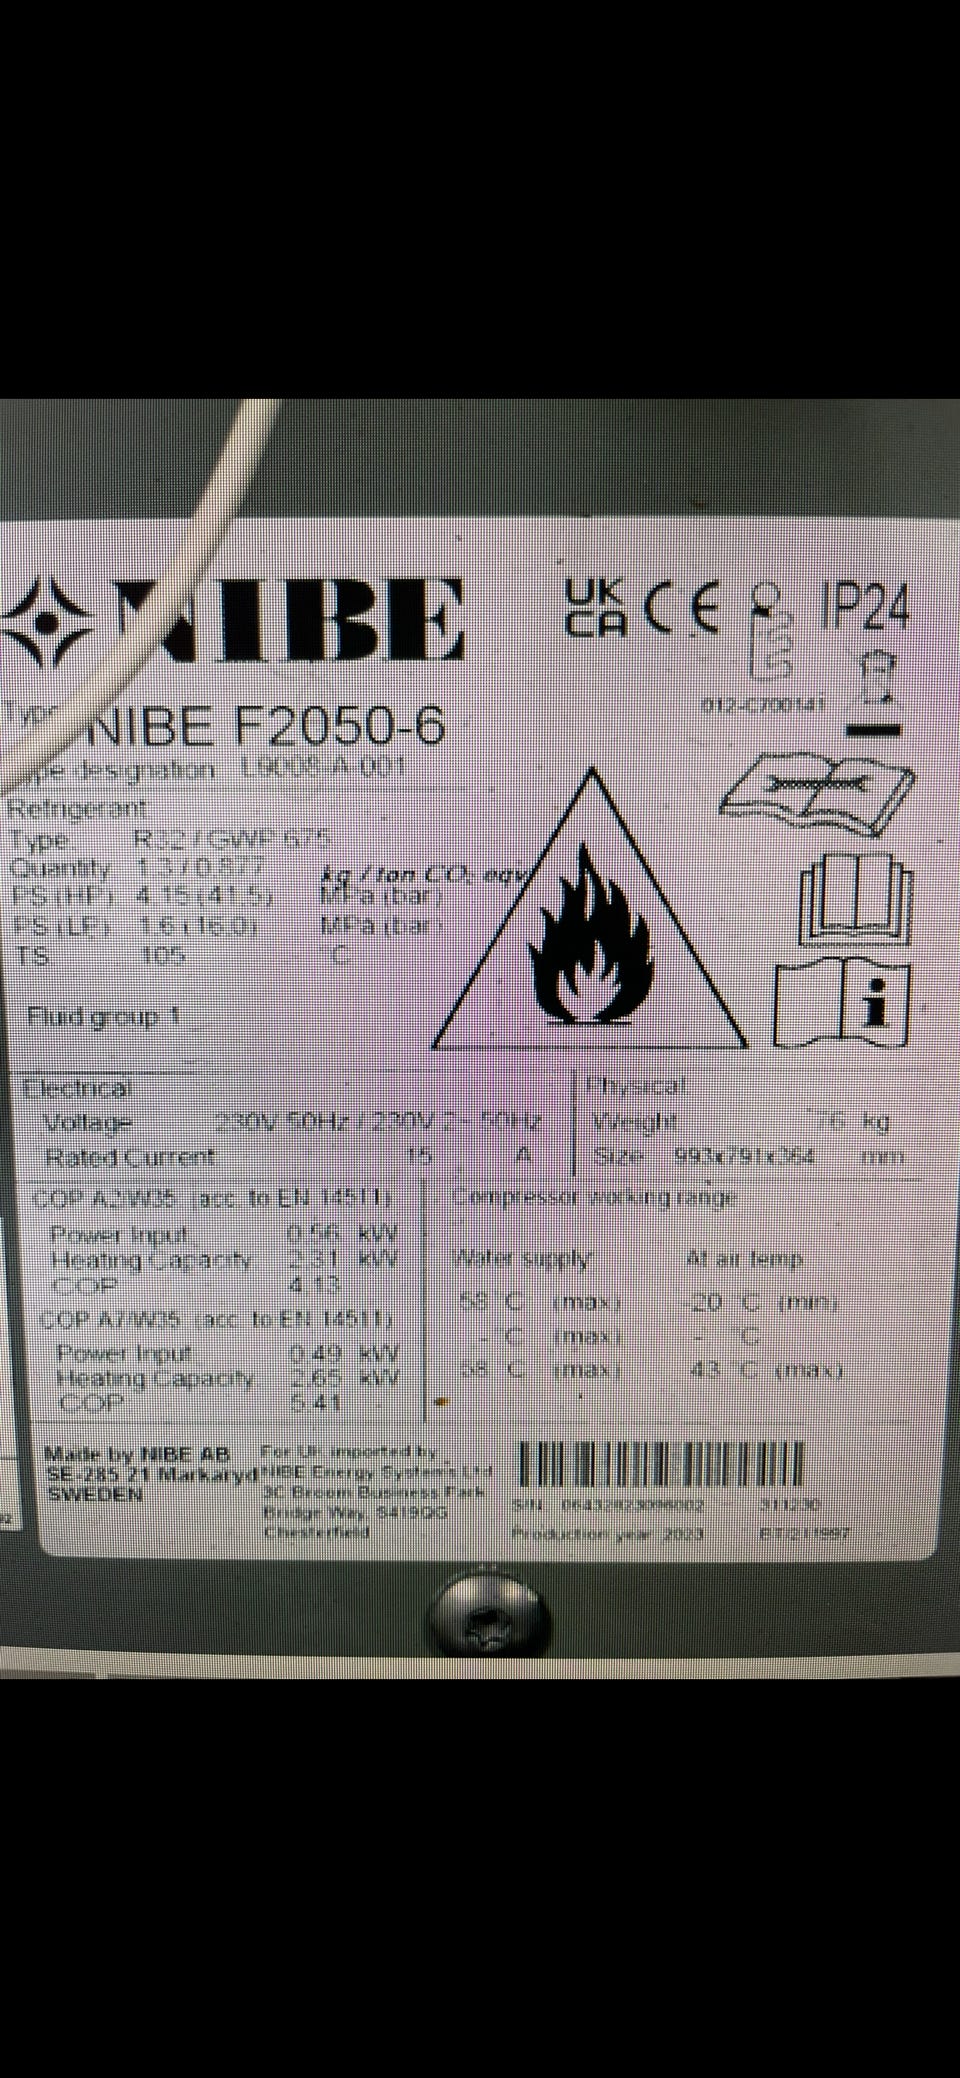 NIBE
UK CA CE IP24
012-C700141
Type NIBE F2050-6
Type designation L9008-A-001
Refrigerant
Type R32 / GWP 675
Quantity 1.3 / 0.877 kg / ton CO2 eqv
PS (HP) 4.15 (41.5) MPa (bar)
PS (LP) 1.6 (16.0) MPa (bar)
TS 105 °C
Fluid group 1
Electrical
Voltage 230V 50Hz / 230V 2~ 50Hz
Rated Current 15 A
Physical
Weight 76 kg
Size 993x791x364 mm
COP A2/W35 (acc. to EN 14511)
Power Input 0.56 kW
Heating Capacity 2.31 kW
COP 4.13
COP A7/W35 (acc. to EN 14511)
Power Input 0.49 kW
Heating Capacity 2.65 kW
COP 5.41
Compressor working range
Water supply At air temp
58 °C (max) -20 °C (min)
- °C (max) - °C
58 °C (max) 43 °C (max)
Made by NIBE AB
SE-285 21 Markaryd
SWEDEN
For UK imported by
NIBE Energy Systems Ltd
3C Broom Business Park
Bridge Way, S419QG
Chesterfield
S/N:
Production year 2023